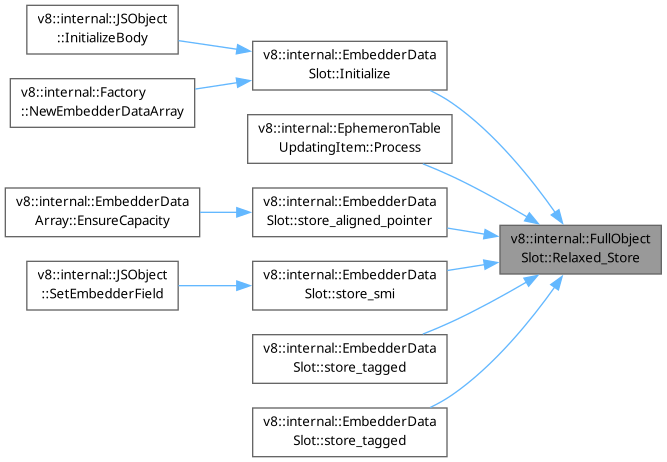 v8::internal::JSObject
::InitializeBody
v8::internal::Factory
::NewEmbedderDataArray
v8::internal::EmbedderData
Array::EnsureCapacity
v8::internal::JSObject
::SetEmbedderField
v8::internal::EmbedderData
Slot::Initialize
v8::internal::EphemeronTable
UpdatingItem::Process
v8::internal::EmbedderData
Slot::store_aligned_pointer
v8::internal::EmbedderData
Slot::store_smi
v8::internal::EmbedderData
Slot::store_tagged
v8::internal::EmbedderData
Slot::store_tagged
v8::internal::FullObject
Slot::Relaxed_Store